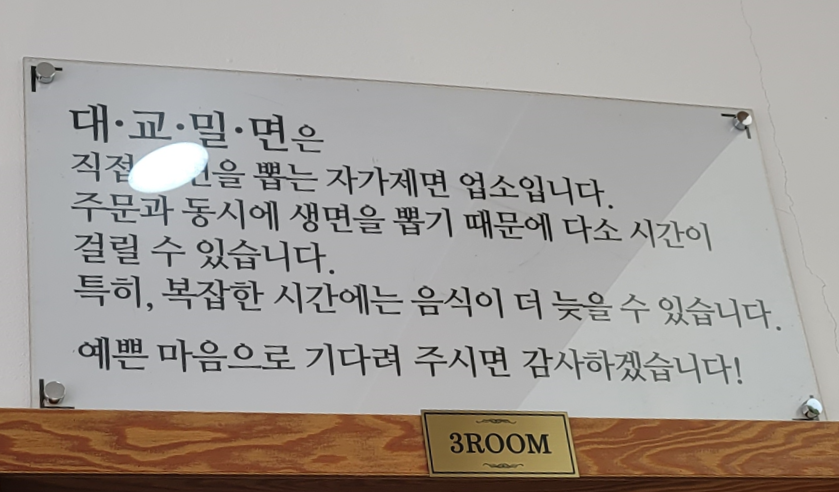 대·교·밀·면은
직접 뽑는 자가제면 업소입니다.
주문과 동시에 생면을 뽑기 때문에 다소 시간이
걸릴 수 있습니다.
특히, 복잡한 시간에는 음식이 더 늦을 수 있습니다.
예쁜 마음으로 기다려 주시면 감사하겠습니다!
3ROOM